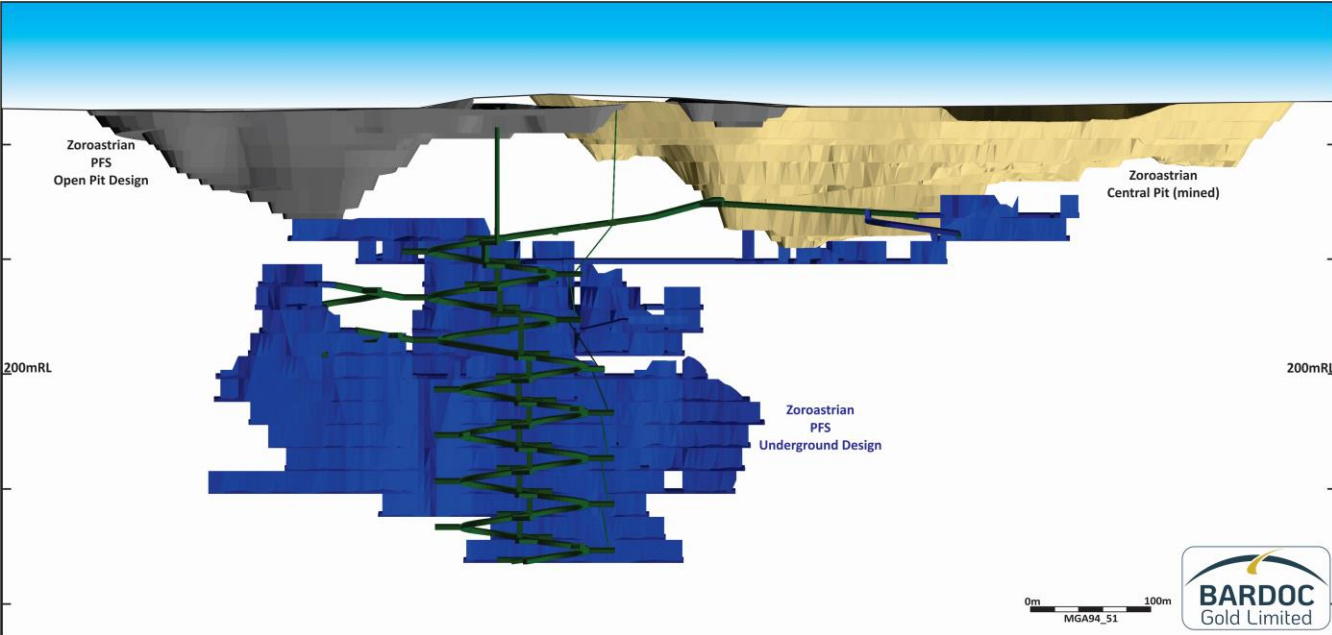 Zoroastrian
PFS
Open Pit Design
Zoroastrian
Central Pit (mined)
200mRL
200mRL
Zoroastrian
PFS
Underground Design
0m 100m
MGA94_51
BARDOC
Gold Limited